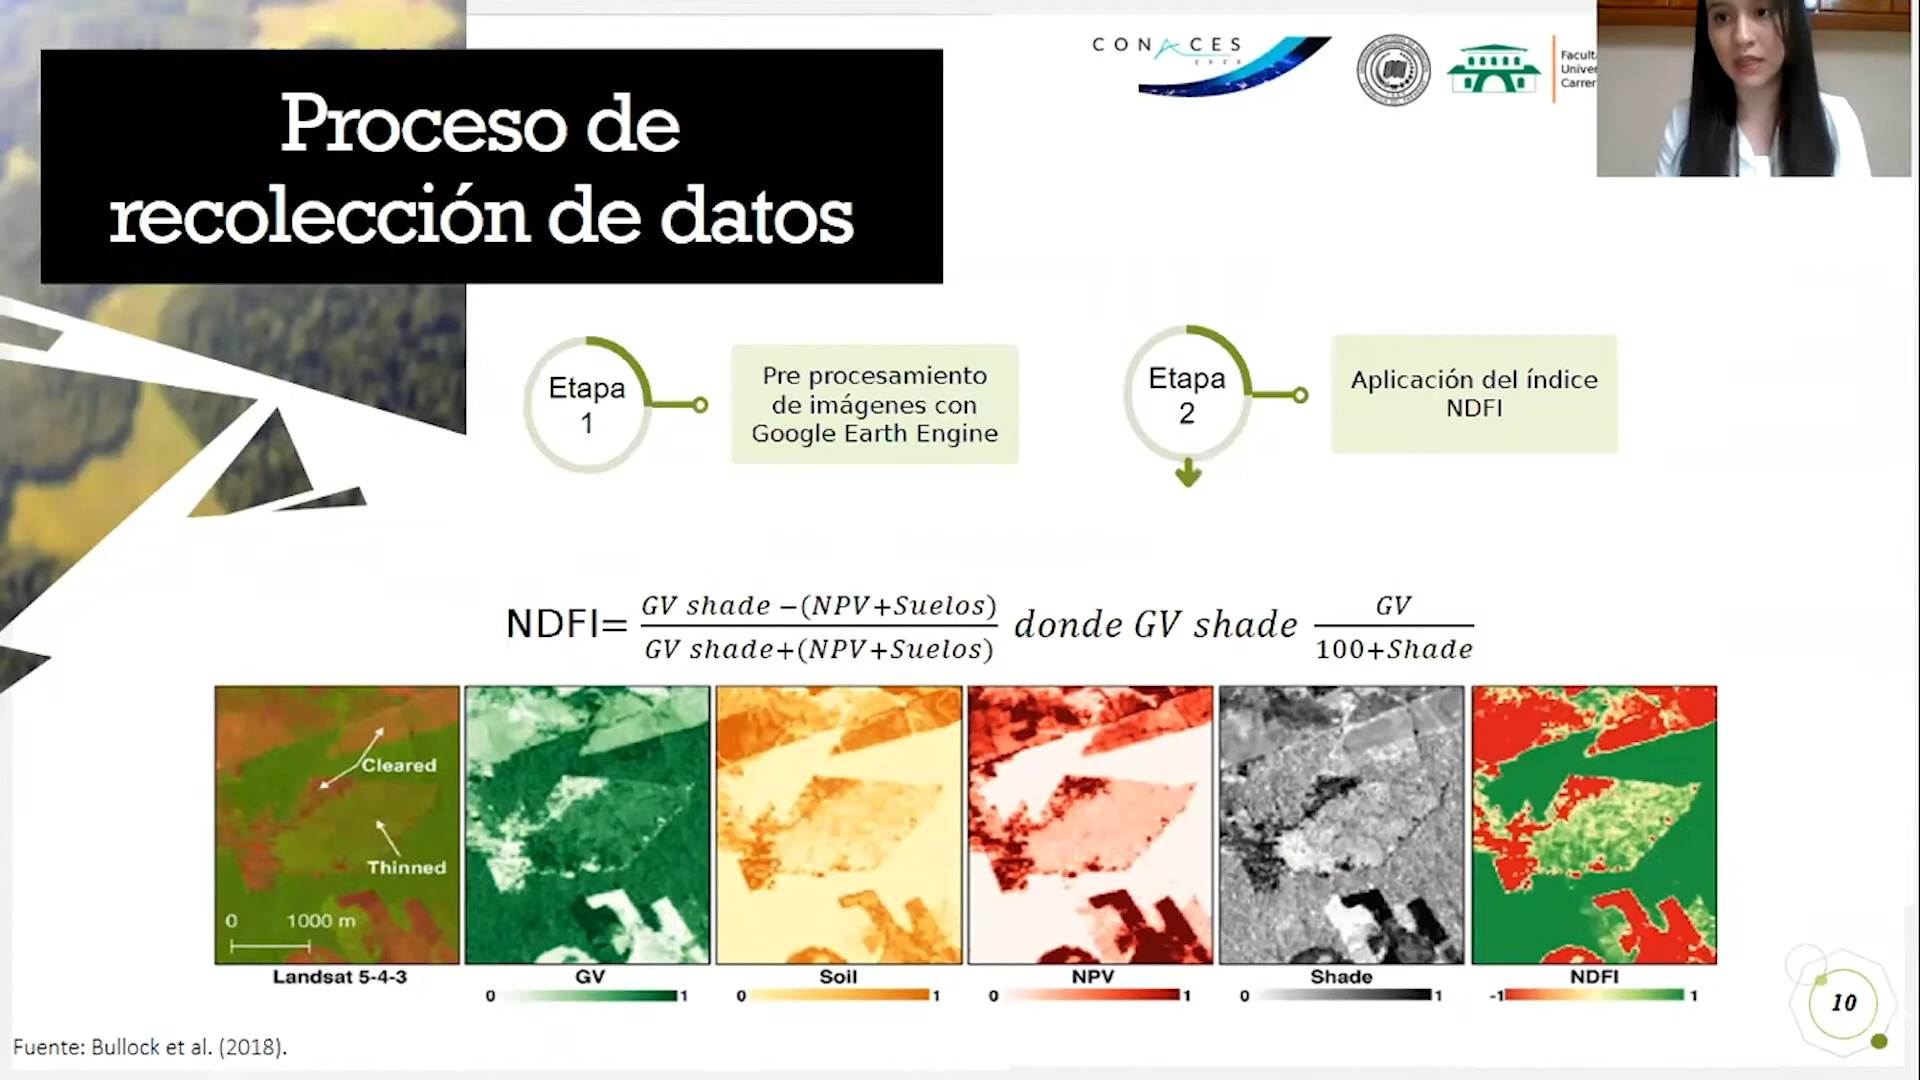 Proceso de
recolección de datos
CONACES
Facult
Univer
Carrer
Etapa
1
Pre procesamiento
de imágenes con
Google Earth Engine
Etapa
2
Aplicación del índice
NDFI
NDFI= GV shade −(NPV+Suelos) / GV shade+(NPV+Suelos) donde GV shade GV / 100+Shade
Cleared
Thinned
0 1000 m
Landsat 5-4-3
GV
0 1
Soil
0 1
NPV
0 1
Shade
0 1
NDFI
-1 1
10
Fuente: Bullock et al. (2018).